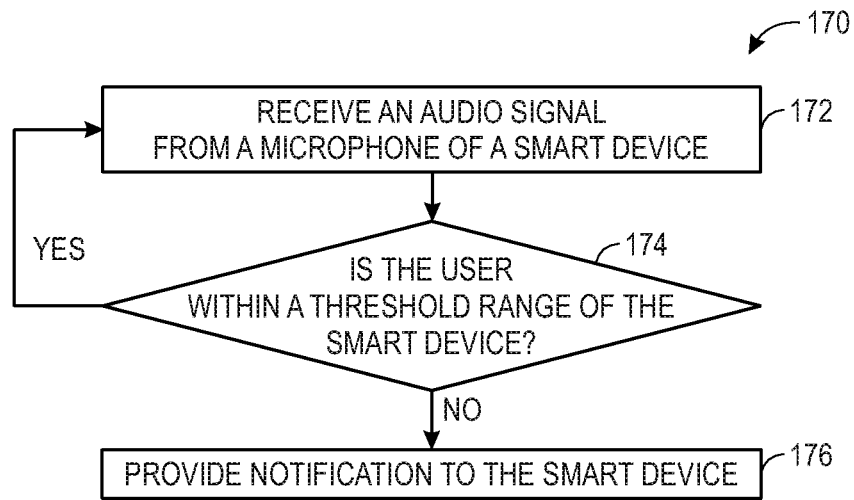 170
RECEIVE AN AUDIO SIGNAL
FROM A MICROPHONE OF A SMART DEVICE
172
YES
174
IS THE USER
WITHIN A THRESHOLD RANGE OF THE
SMART DEVICE?
NO
PROVIDE NOTIFICATION TO THE SMART DEVICE
176